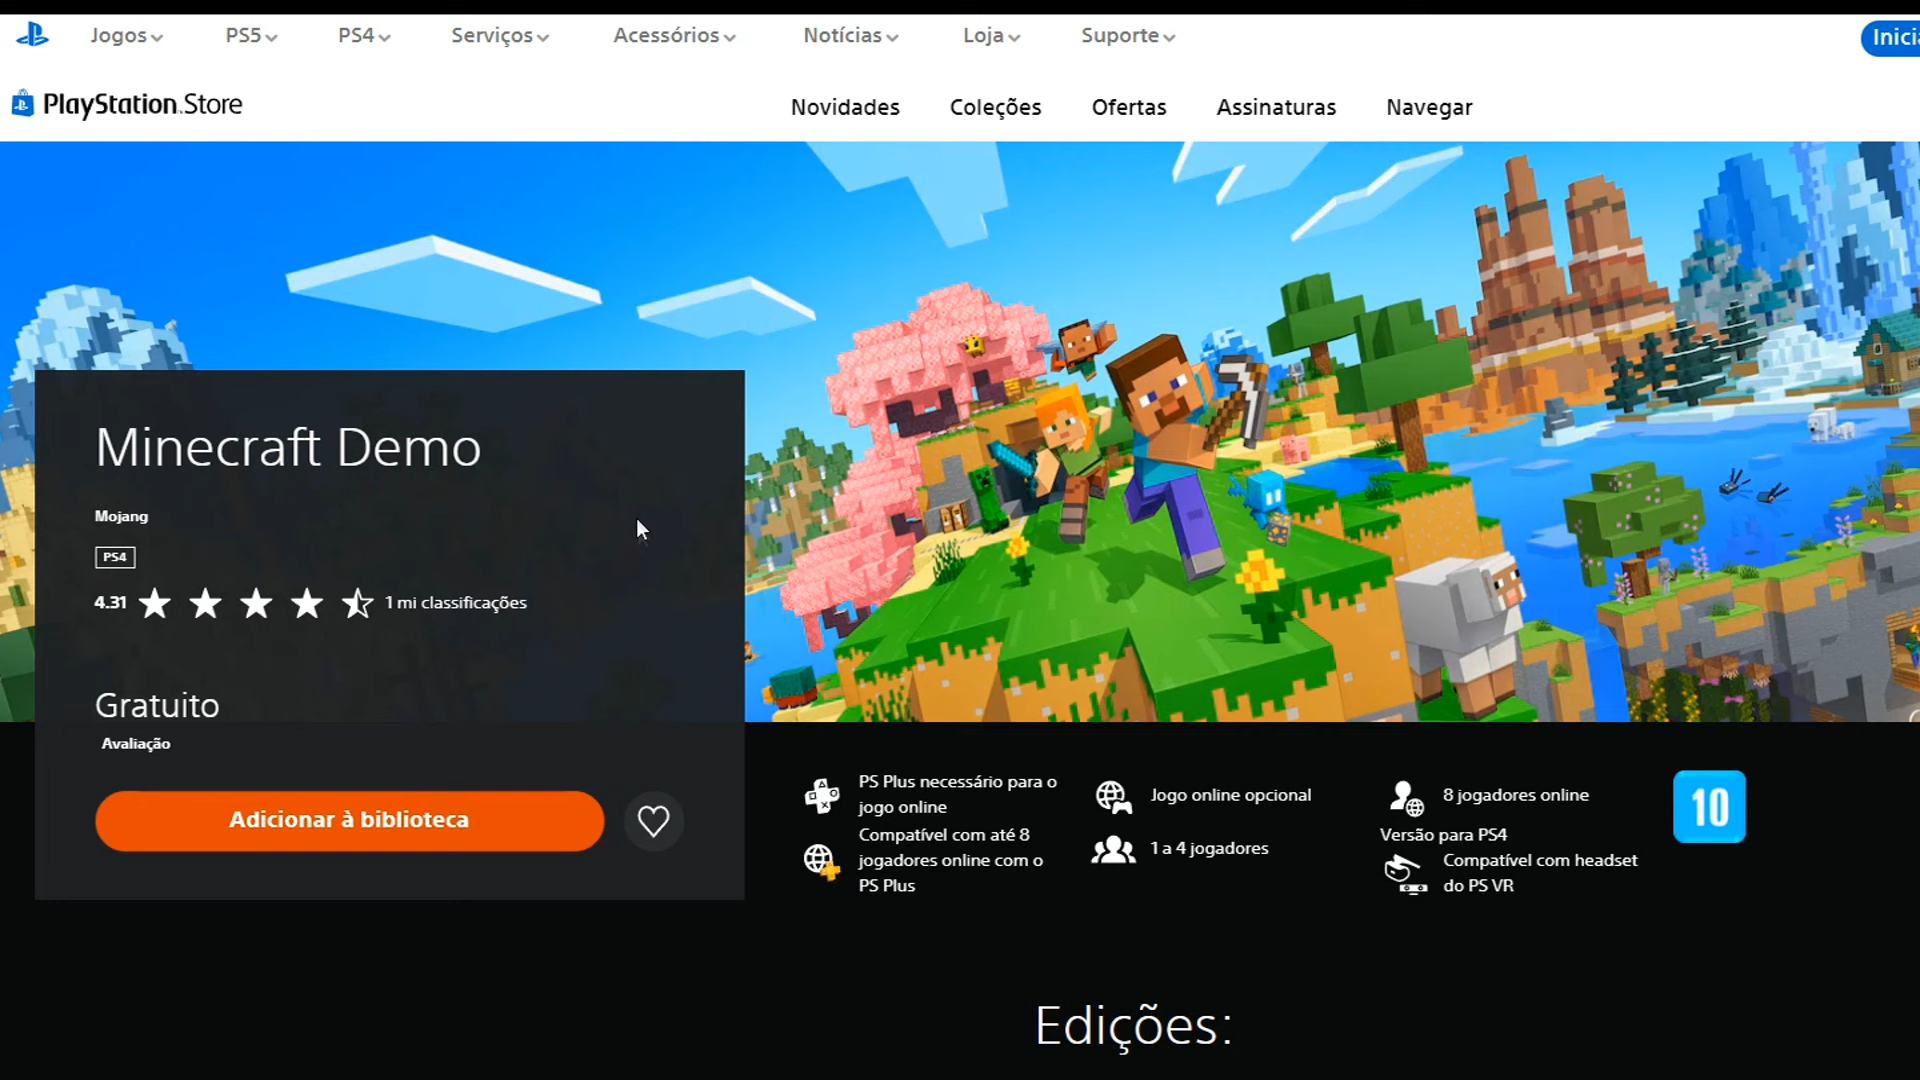 Jogos
PS5
PS4
Serviços
Acessórios
Notícias
Loja
Suporte
Inicia
PlayStation.Store
Novidades
Coleções
Ofertas
Assinaturas
Navegar
Minecraft Demo
Mojang
PS4
4.31
1 mi classificações
Gratuito
Avaliação
Adicionar à biblioteca
PS Plus necessário para o
jogo online
Compatível com até 8
jogadores online com o
PS Plus
Jogo online opcional
1 a 4 jogadores
8 jogadores online
Versão para PS4
Compatível com headset
do PS VR
10
Edições: